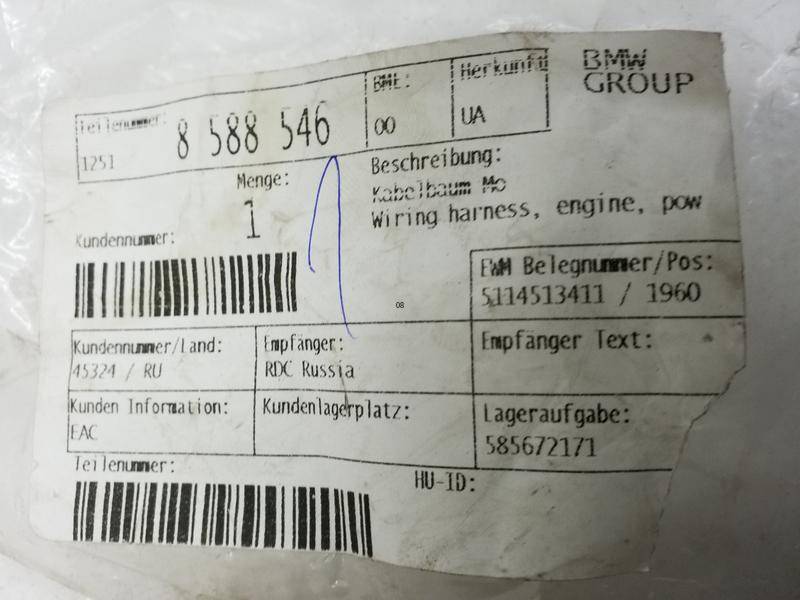 Teilenummer:
1251
8 588 546
BME:
00
Herkunft
UA
BMW
GROUP
Menge:
1
Beschreibung:
Kabelbaum Mo
Wiring harness, engine, pow
Kundennummer:
EWM Belegnummer/Pos:
5114513411 / 1960
08
Kundennummer/Land:
45324 / RU
Empfänger:
RDC Russia
Empfänger Text:
Kunden Information:
EAC
Kundenlagerplatz:
Lageraufgabe:
585672171
Teilenummer:
HU-ID: